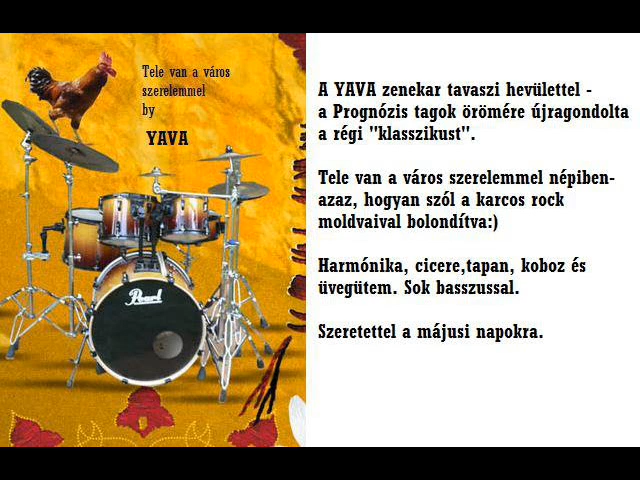 Tele van a város
szerelemmel
by
YAVA
Pearl
A YAVA zenekar tavaszi hevülettel -
a Prognózis tagok örömére újragondolta
a régi "klasszikust".
Tele van a város szerelemmel népiben-
azaz, hogyan szól a karcos rock
moldvaival bolondítva:)
Harmónika, cicere,tapan, koboz és
üvegütem. Sok basszussal.
Szeretettel a májusi napokra.